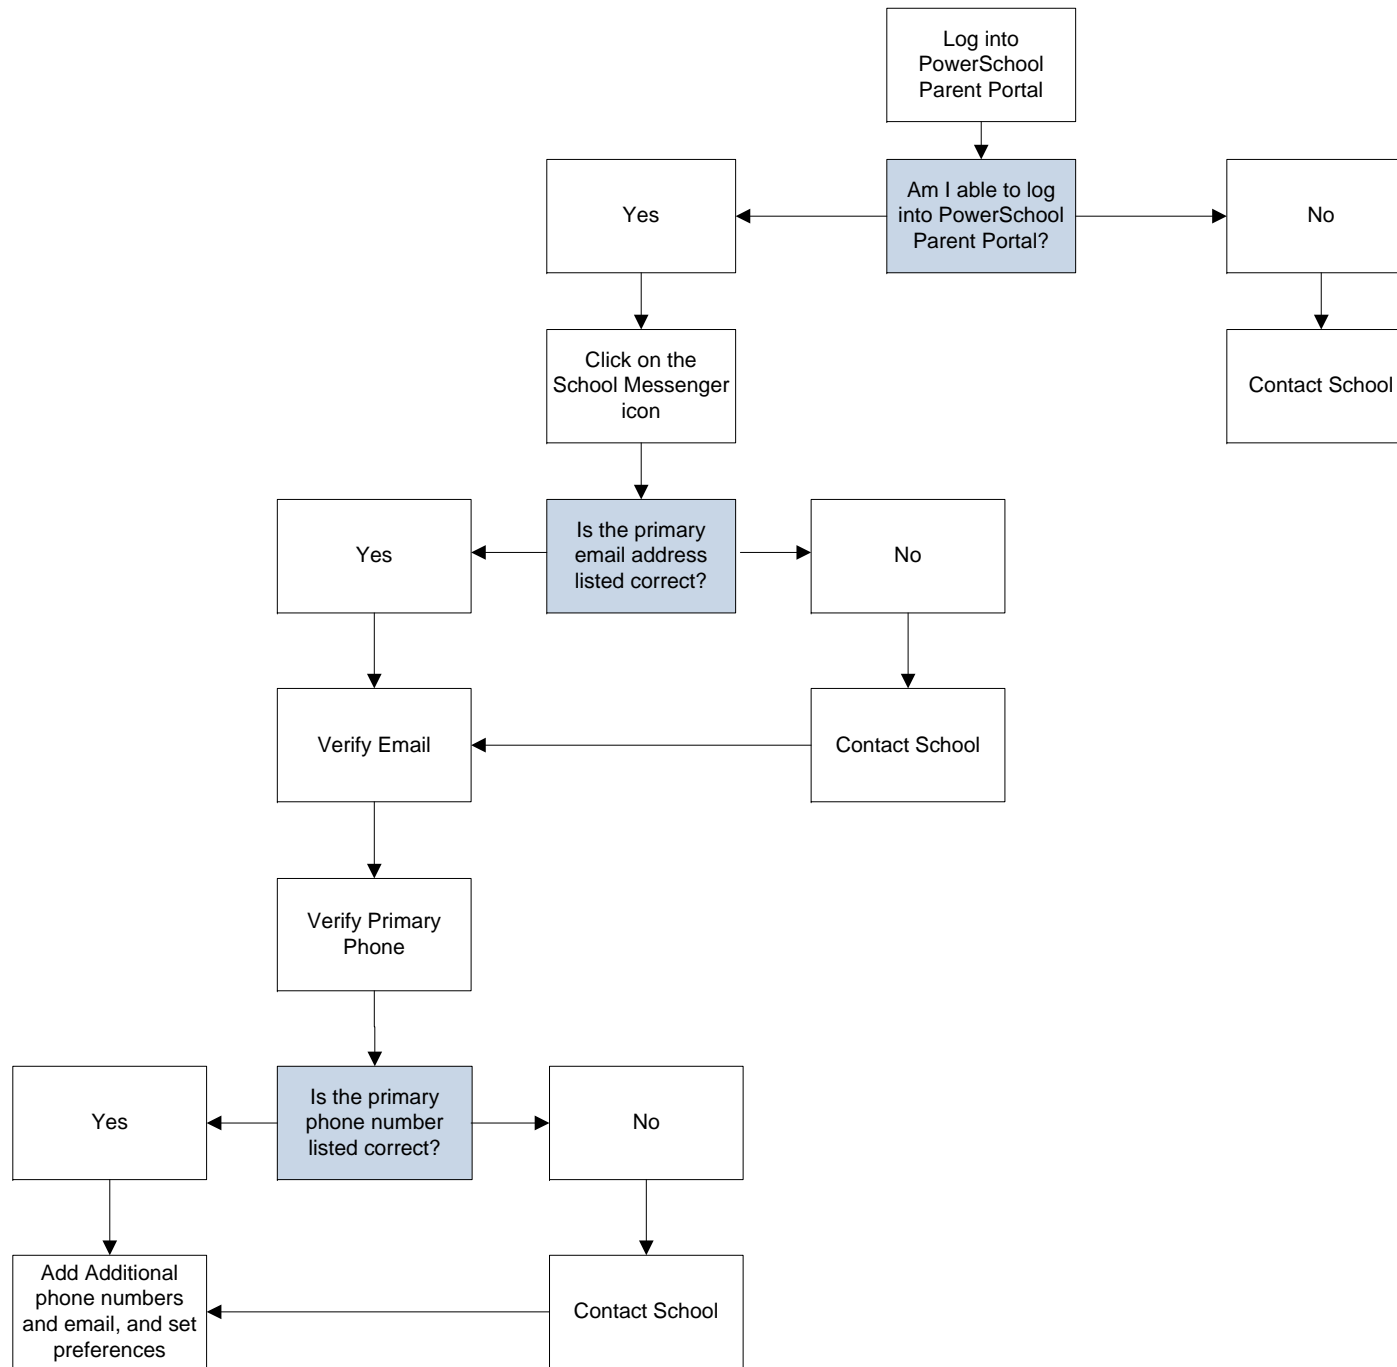 Log into
PowerSchool
Parent Portal
Yes
Am I able to log
into PowerSchool
Parent Portal?
No
Click on the
School Messenger
icon
Contact School
Yes
Is the primary
email address
listed correct?
No
Verify Email
Contact School
Verify Primary
Phone
Yes
Is the primary
phone number
listed correct?
No
Add Additional
phone numbers
and email, and set
preferences
Contact School